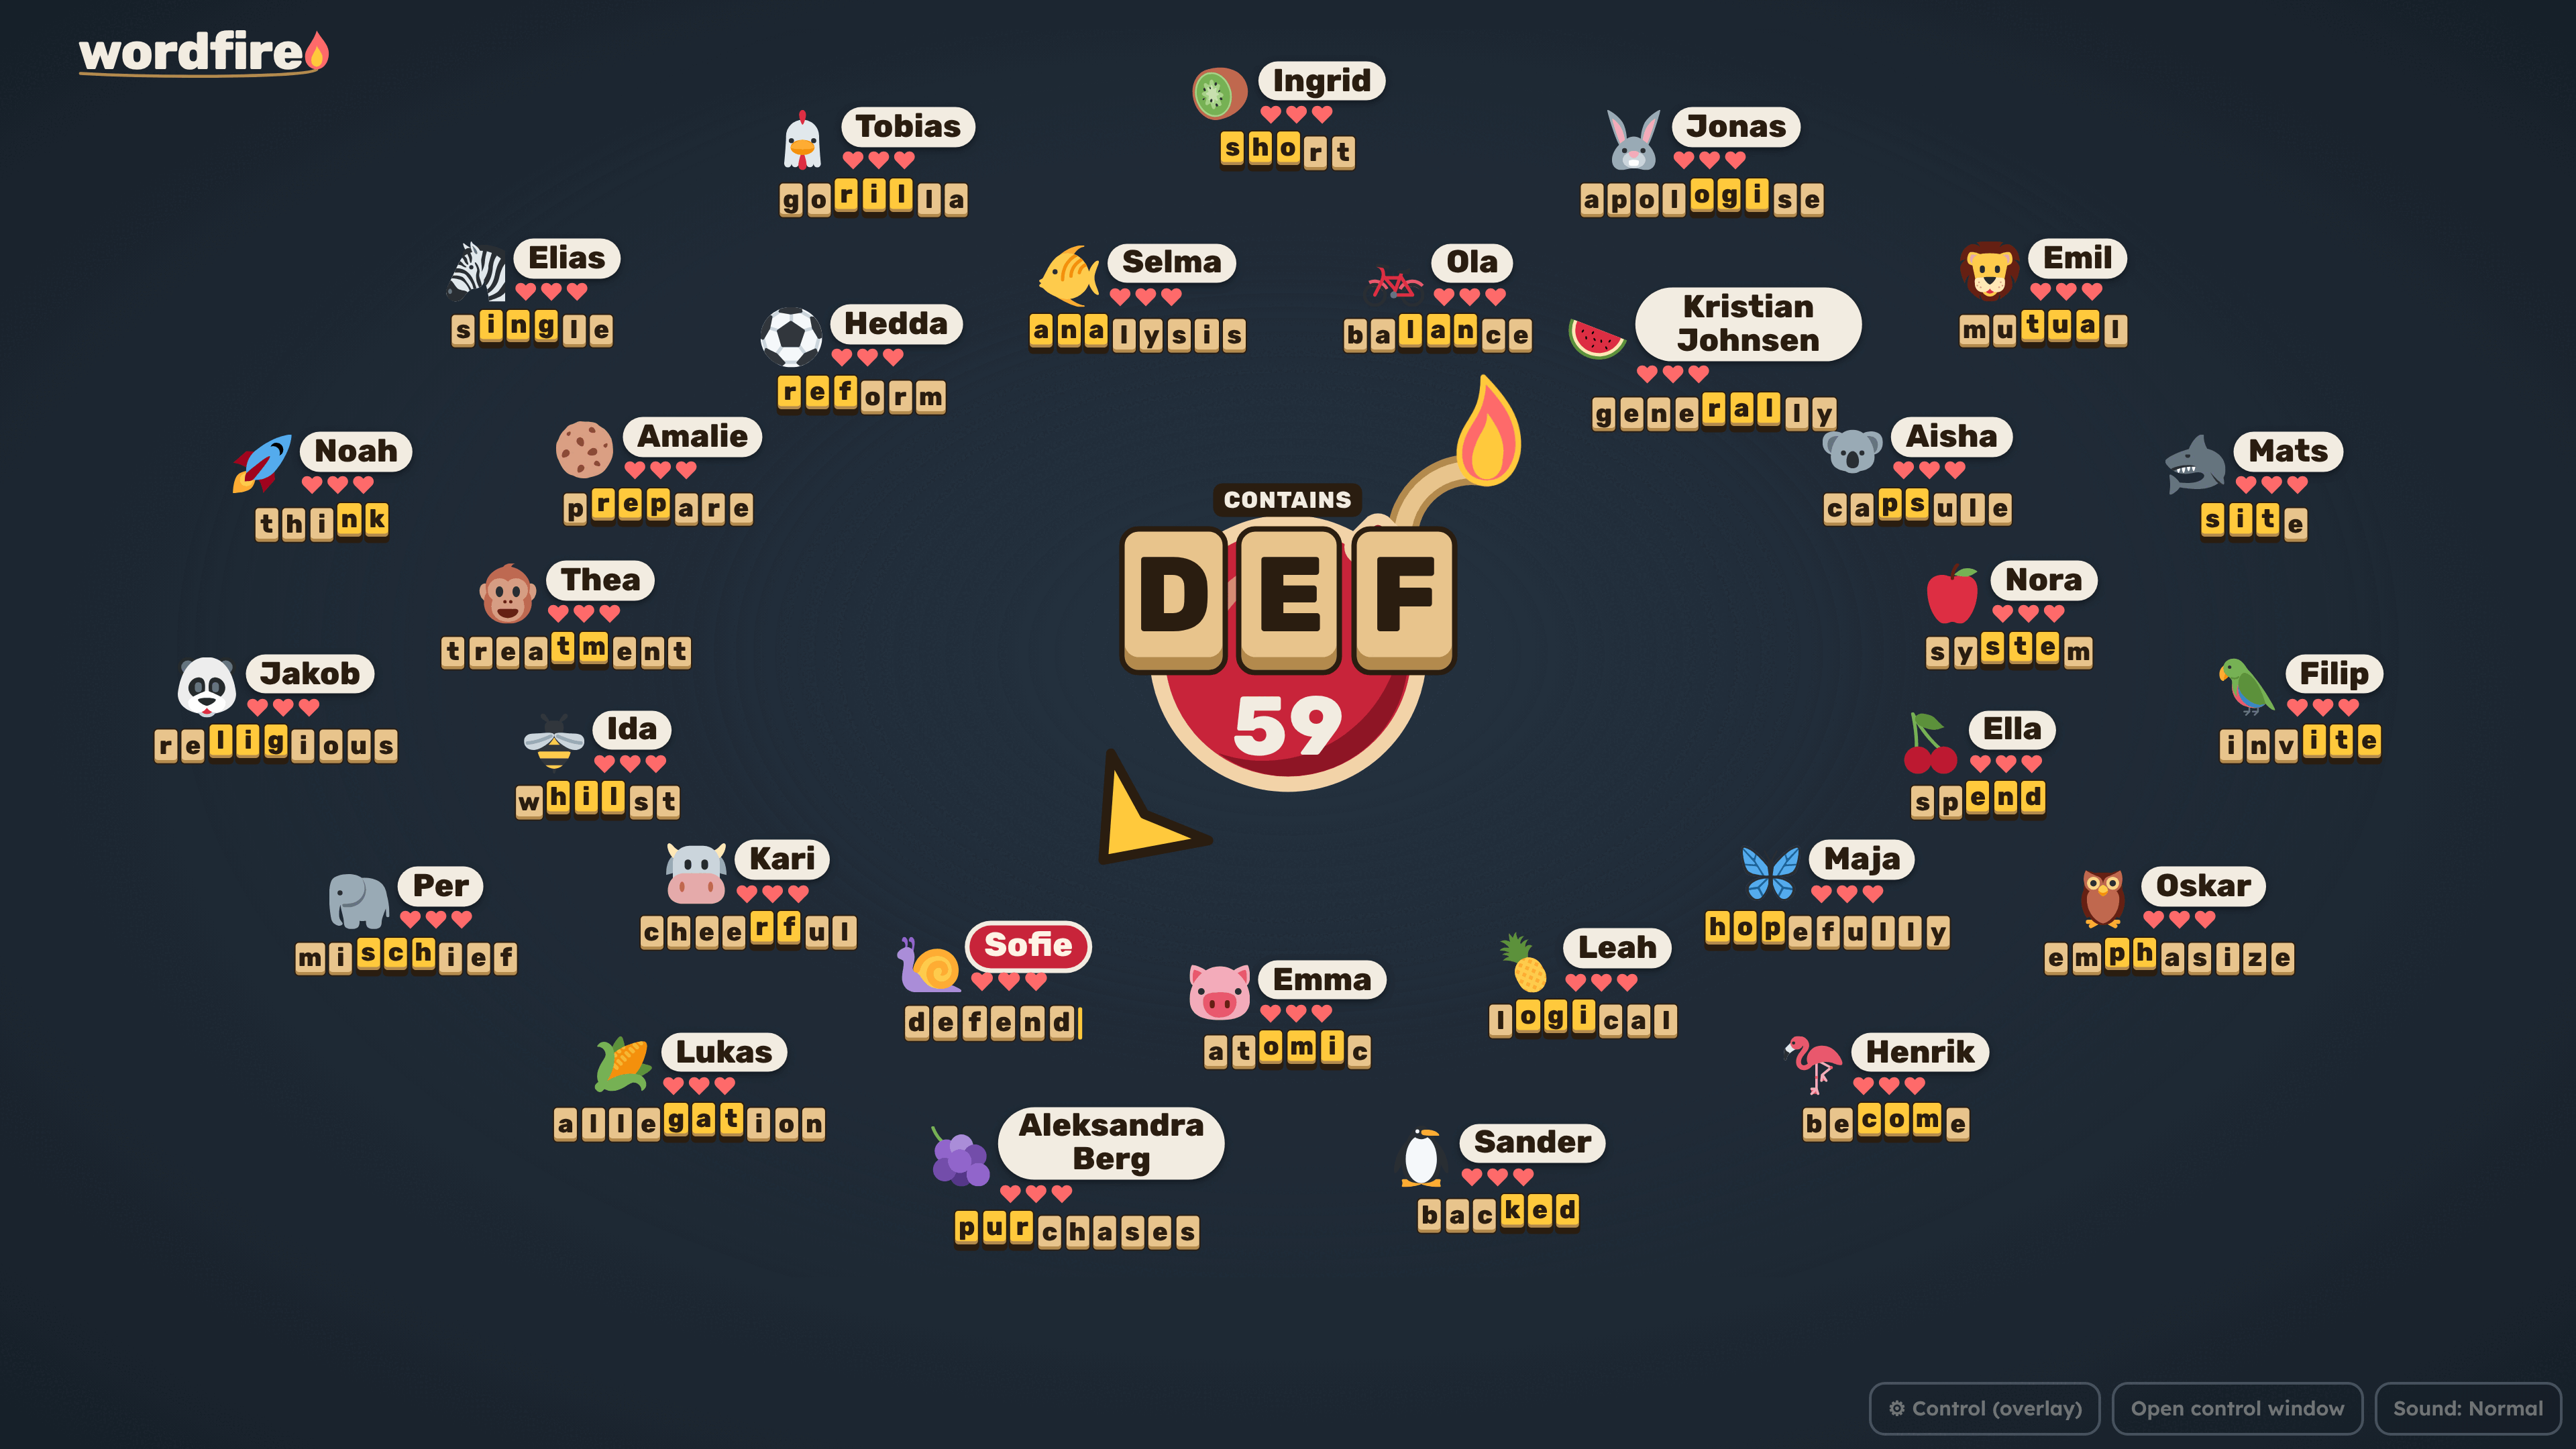 wordfire
Ingrid
short
Tobias
gorilla
Jonas
apologise
Elias
single
Selma
analysis
Ola
balance
Emil
mutual
Hedda
reform
Kristian
Johnsen
generally
Noah
think
Amalie
prepare
Aisha
capsule
Mats
site
CONTAINS
DEF
59
Thea
treatment
Nora
system
Jakob
religious
Filip
invite
Ida
whilst
Ella
spend
Per
mischief
Kari
cheerful
Maja
hopefully
Oskar
emphasize
Sofie
defend
Emma
atomic
Leah
logical
Lukas
allegation
Henrik
become
Aleksandra
Berg
purchases
Sander
backed
Control (overlay)
Open control window
Sound: Normal